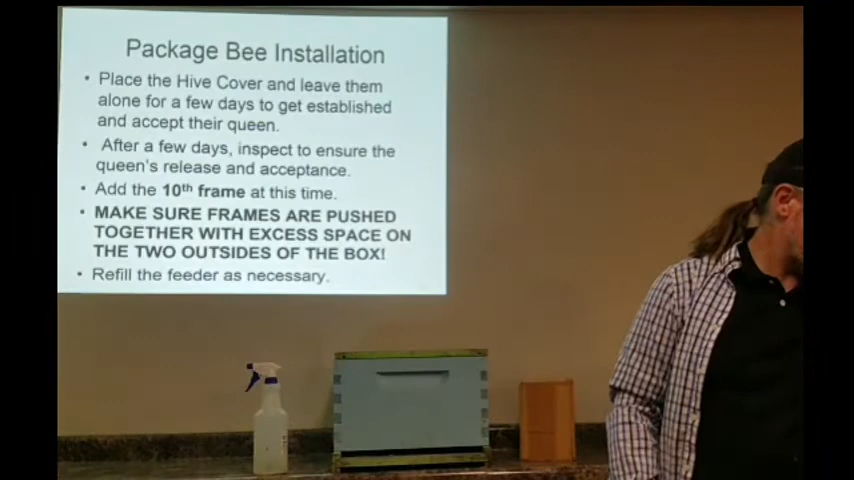 Package Bee Installation
• Place the Hive Cover and leave them
alone for a few days to get established
and accept their queen.
• After a few days, inspect to ensure the
queen's release and acceptance.
• Add the 10th frame at this time.
• MAKE SURE FRAMES ARE PUSHED
TOGETHER WITH EXCESS SPACE ON
THE TWO OUTSIDES OF THE BOX!
• Refill the feeder as necessary.